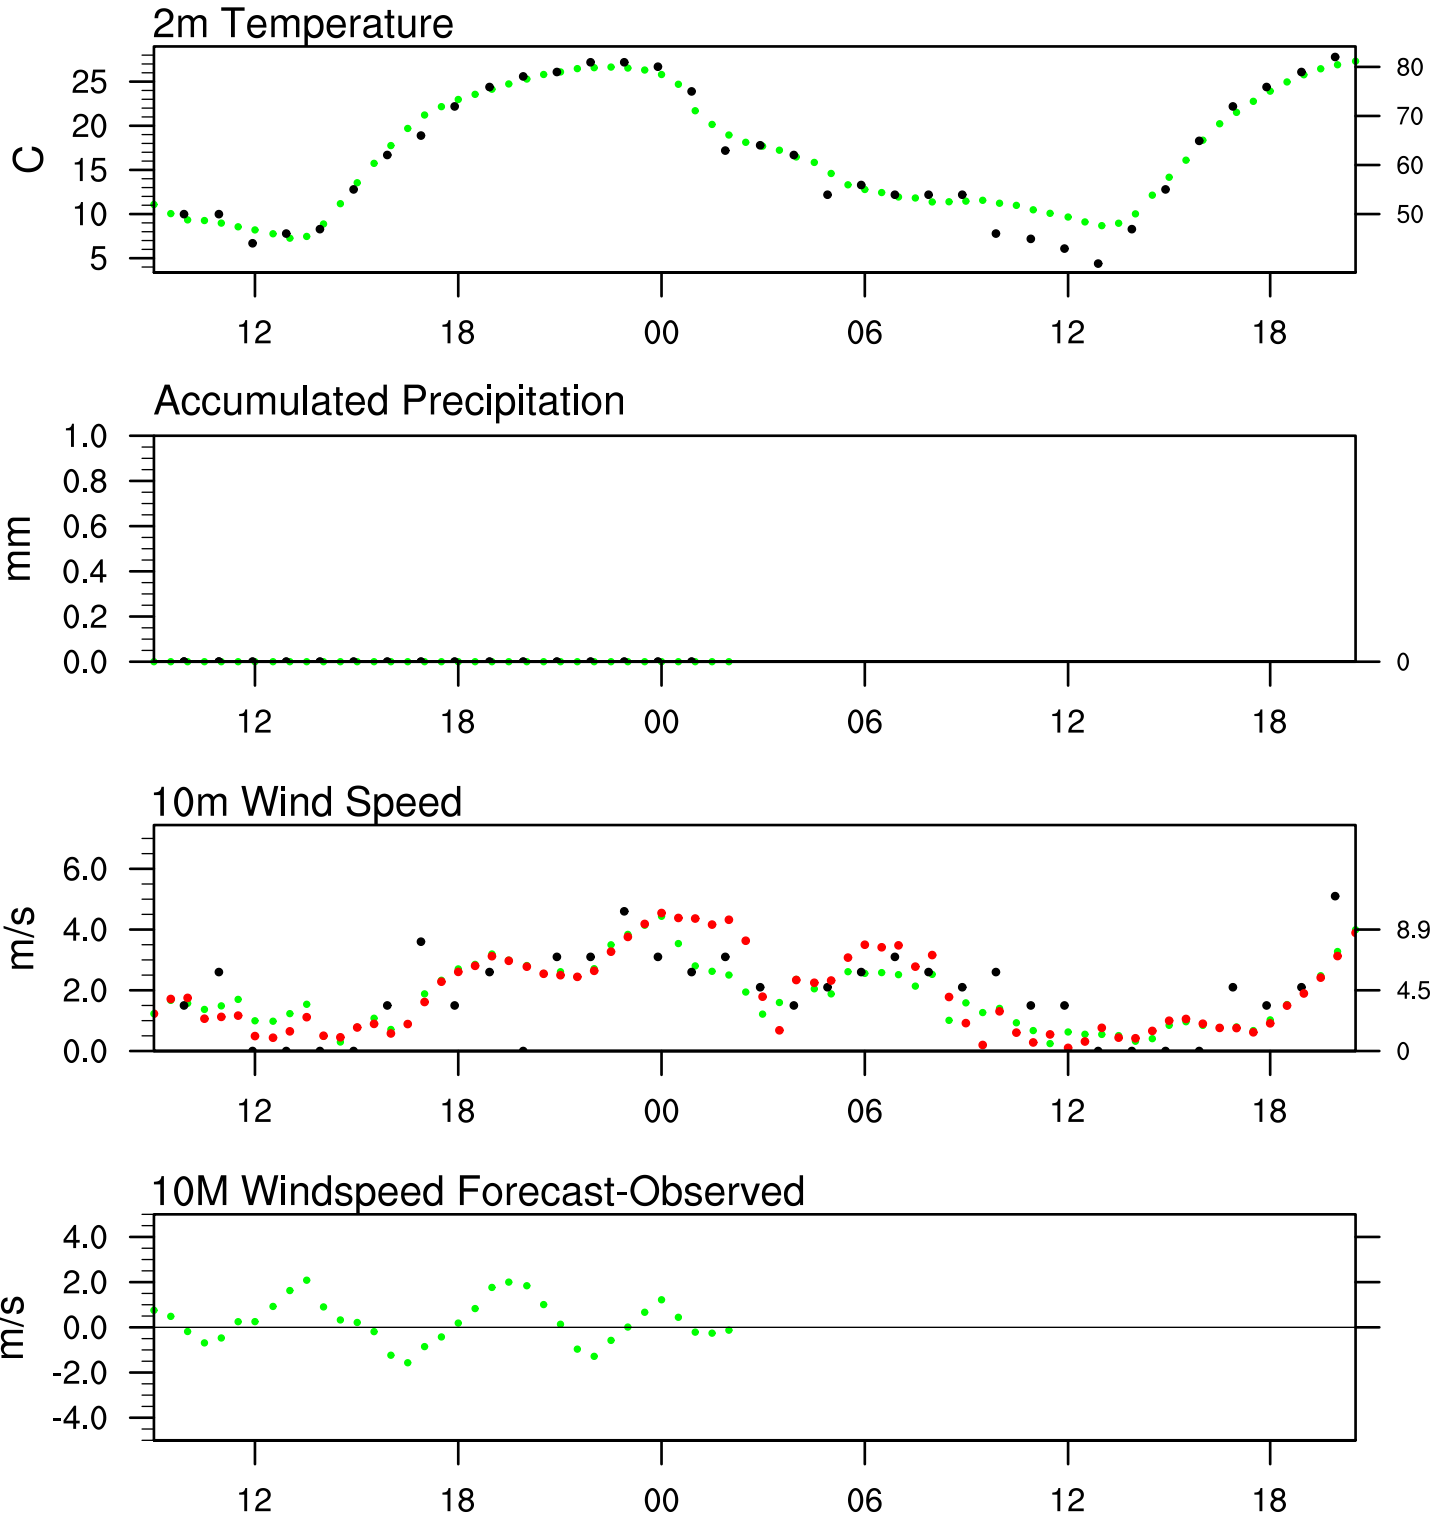 2m Temperature
25
20
15
10
5
C
80
70
60
50
12 18 00 06 12 18
Accumulated Precipitation
1.0
0.8
0.6
0.4
0.2
0.0
mm
0
12 18 00 06 12 18
10m Wind Speed
6.0
4.0
2.0
0.0
m/s
8.9
4.5
0
12 18 00 06 12 18
10M Windspeed Forecast-Observed
4.0
2.0
0.0
-2.0
-4.0
m/s
12 18 00 06 12 18